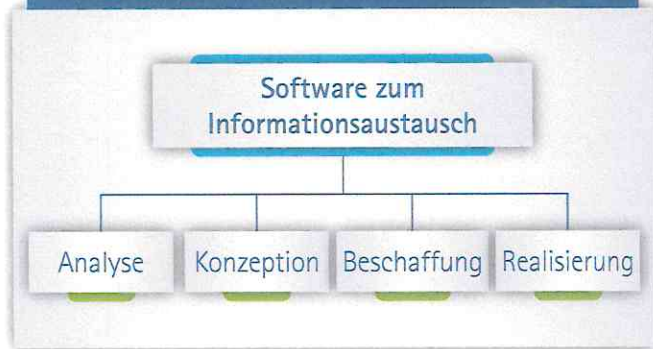 Software zum
Informationsaustausch
Analyse
Konzeption
Beschaffung
Realisierung